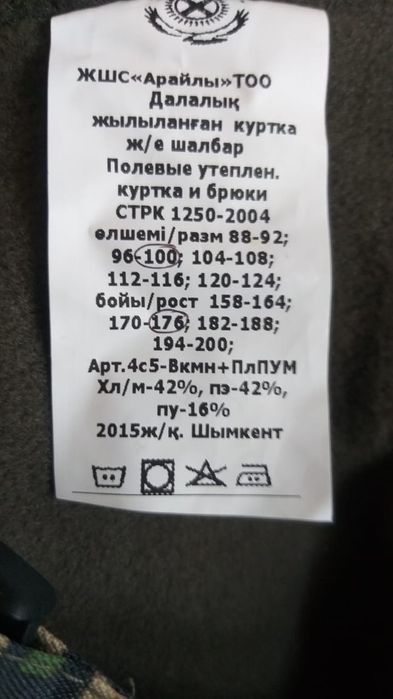 ЖШС«Арайлы»ТОО
Далалық
жылыланған куртка
ж/е шалбар
Полевые утеплен.
куртка и брюки
СТРК 1250-2004
өлшемі/разм 88-92;
96-100; 104-108;
112-116; 120-124;
бойы/рост 158-164;
170-176; 182-188;
194-200;
Арт.4с5-Вкмн+ПлПУМ
Хл/м-42%, пэ-42%,
пу-16%
2015ж/қ. Шымкент